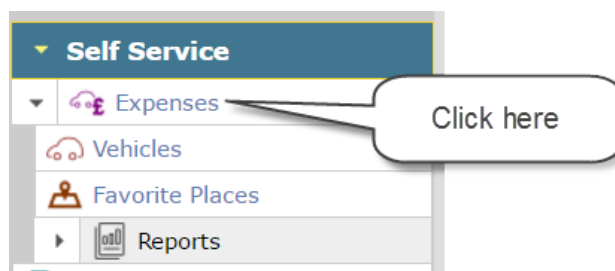 Self Service
Expenses
Click here
Vehicles
Favorite Places
Reports